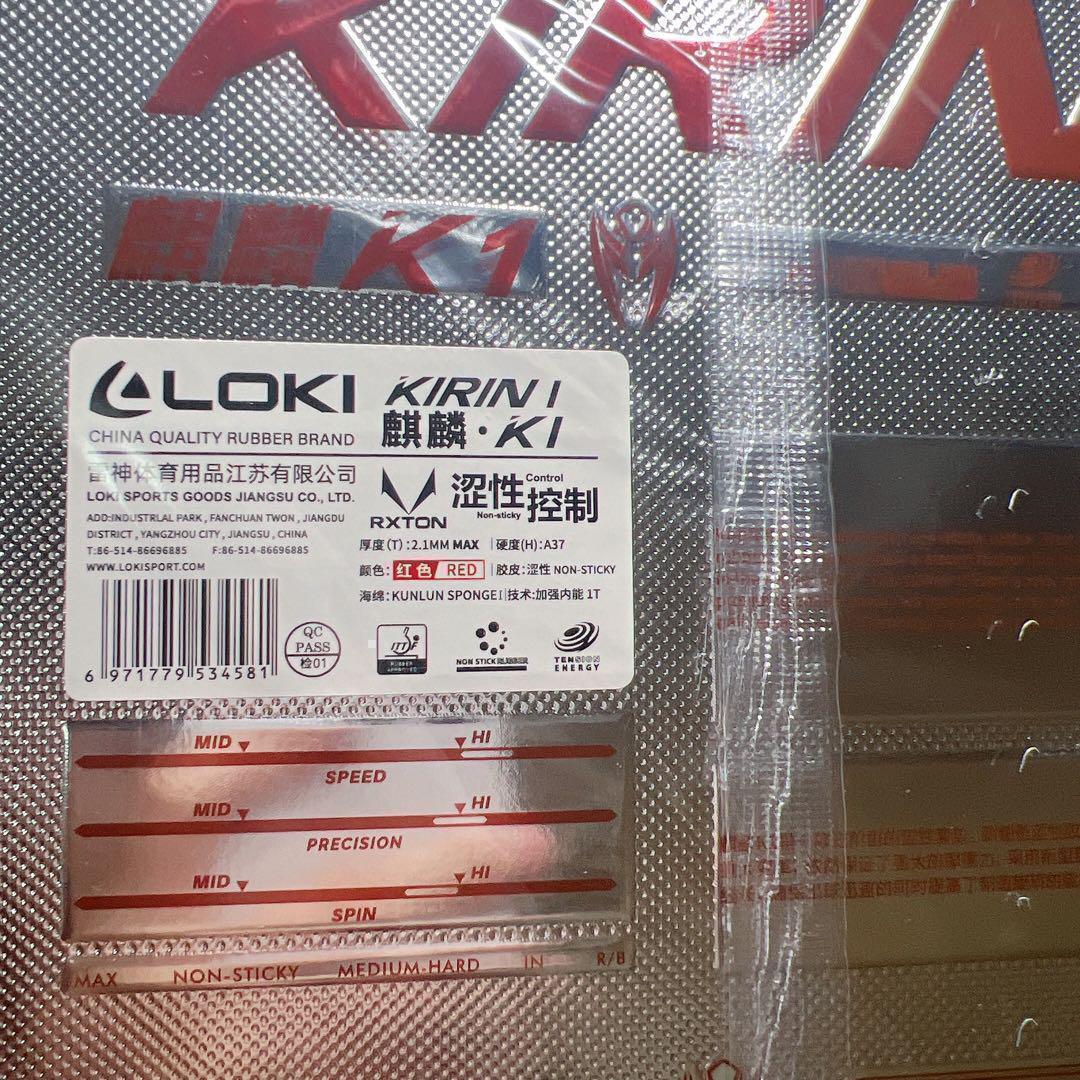 KIRIN
麒麟 K1
LOKI
CHINA QUALITY RUBBER BRAND
KIRIN I
麒麟·KI
雷神体育用品江苏有限公司
LOKI SPORTS GOODS JIANGSU CO., LTD.
ADD:INDUSTRLAL PARK , FANCHUAN TWON , JIANGDU
DISTRICT , YANGZHOU CITY , JIANGSU , CHINA
T:86-514-86696885 F:86-514-86696885
WWW.LOKISPORT.COM
RXTON
涩性 Control
Non-sticky 控制
厚度(T):2.1MM MAX |硬度(H):A37
颜色: 红色 RED |胶皮:涩性 NON-STICKY
海绵:KUNLUN SPONGE I|技术:加强内能 1T
6 971779 534581
QC
PASS
检01
ITTF
RUBBER
APPROVED
NON STICK RUBBER
TENSION
ENERGY
MID HI
SPEED
MID HI
PRECISION
MID HI
SPIN
MAX NON-STICKY MEDIUM-HARD IN R/B